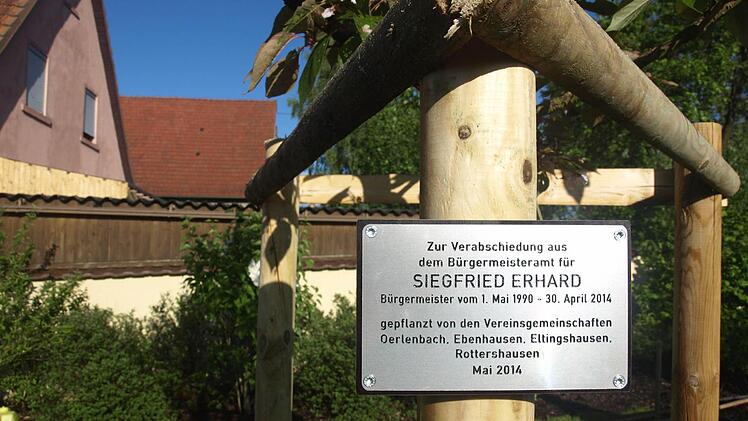 Zur Verabschiedung aus
dem Bürgermeisteramt für
SIEGFRIED ERHARD
Bürgermeister vom 1. Mai 1990 - 30. April 2014
gepflanzt von den Vereinsgemeinschaften
Oerlenbach, Ebenhausen, Eltingshausen,
Rottershausen
Mai 2014